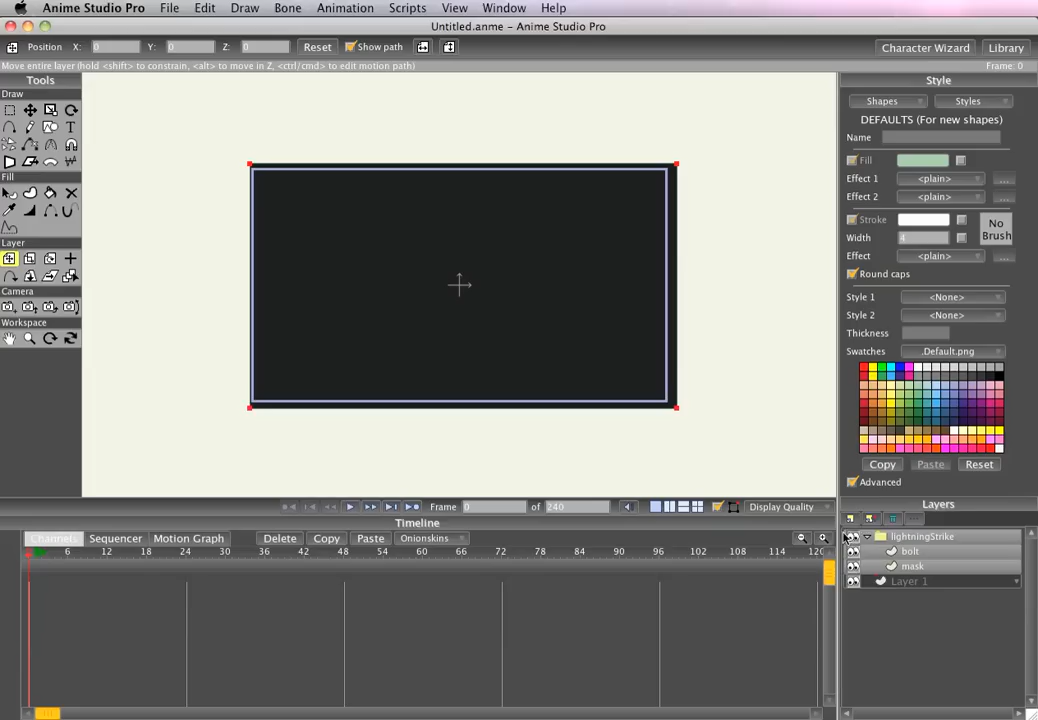 Anime Studio Pro File Edit Draw Bone Animation Scripts View Window Help
Untitled.anme – Anime Studio Pro
Position X: 0 Y: 0 Z: 0 Reset Show path Character Wizard Library
Move entire layer (hold <shift> to constrain, <alt> to move in Z, <ctrl/cmd> to edit motion path) Frame: 0
Tools
Draw
T
Fill
Layer
Camera
Workspace
Style
Shapes Styles
DEFAULTS (For new shapes)
Name
Fill
Effect 1 <plain> ...
Effect 2 <plain> ...
Stroke
Width 4
No
Brush
Effect <plain> ...
Round caps
Style 1 <None>
Style 2 <None>
Thickness
Swatches .Default.png
Copy Paste Reset
Advanced
Frame 0 of 240 Display Quality
Timeline
Channels Sequencer Motion Graph Delete Copy Paste Onionskins
6 12 18 24 30 36 42 48 54 60 66 72 78 84 90 96 102 108 114 120
Layers
lightningStrike
bolt
mask
Layer 1